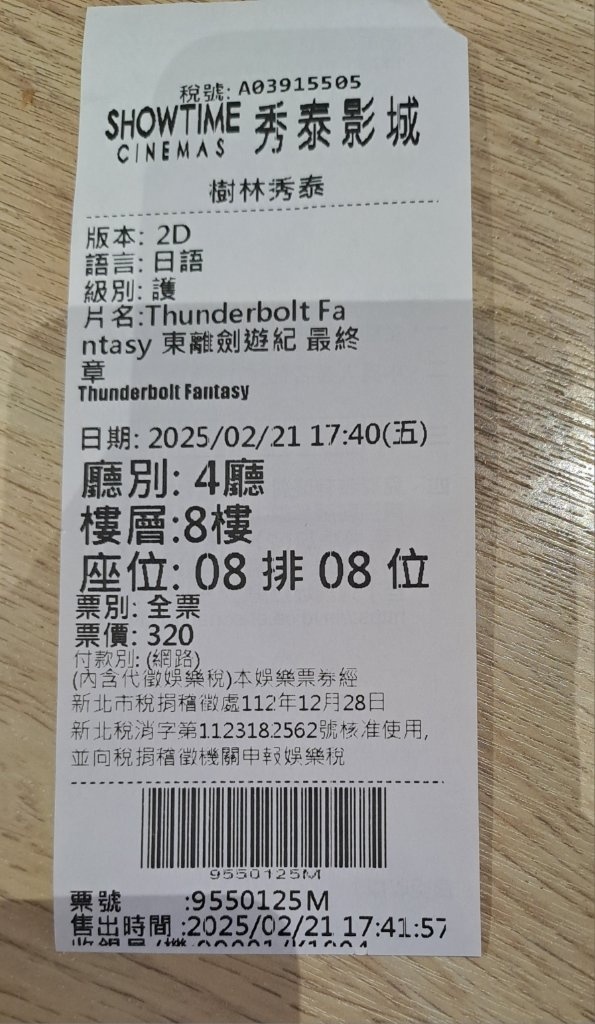 稅號: A03915505
SHOWTIME 秀泰影城
CINEMAS
樹林秀泰
版本: 2D
語言: 日語
級別: 護
片名:Thunderbolt Fa
ntasy 東離劍遊紀 最終
章
Thunderbolt Fantasy
日期: 2025/02/21 17:40(五)
廳別: 4廳
樓層:8樓
座位: 08 排 08 位
票別: 全票
票價: 320
付款別: (網路)
(內含代徵娛樂稅)本娛樂票券經
新北市稅捐稽徵處112年12月28日
新北稅消字第1123182562號核准使用,
並向稅捐稽徵機關申報娛樂稅
9550125M
票號 :9550125M
售出時間 :2025/02/21 17:41:57